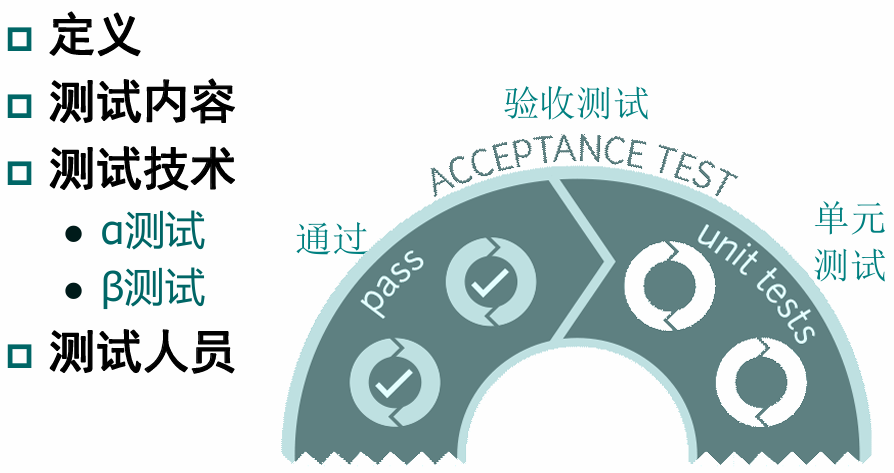 定义
测试内容
测试技术
α测试
β测试
测试人员
验收测试
ACCEPTANCE TEST
通过
pass
unit tests
单元
测试